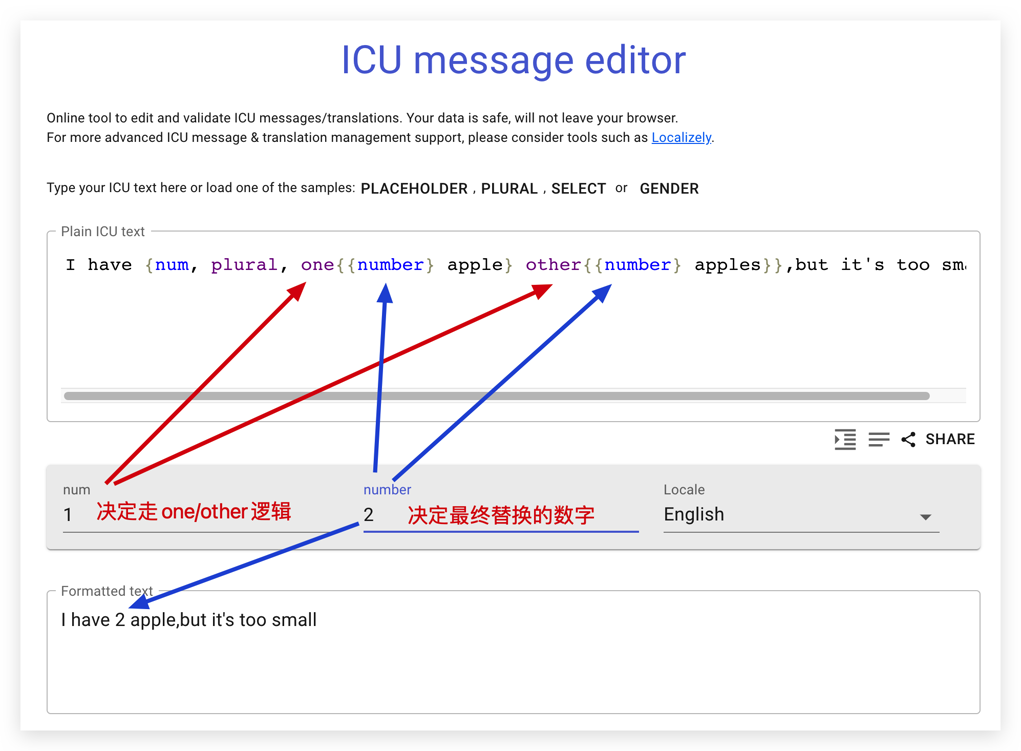 ICU message editor
Online tool to edit and validate ICU messages/translations. Your data is safe, will not leave your browser.
For more advanced ICU message & translation management support, please consider tools such as Localizely.
Type your ICU text here or load one of the samples: PLACEHOLDER , PLURAL , SELECT or GENDER
Plain ICU text
I have {num, plural, one{{number} apple} other{{number} apples}},but it's too sm
SHARE
num
number
Locale
1 决定走 one/other 逻辑
2 决定最终替换的数字
English
Formatted text
I have 2 apple,but it's too small